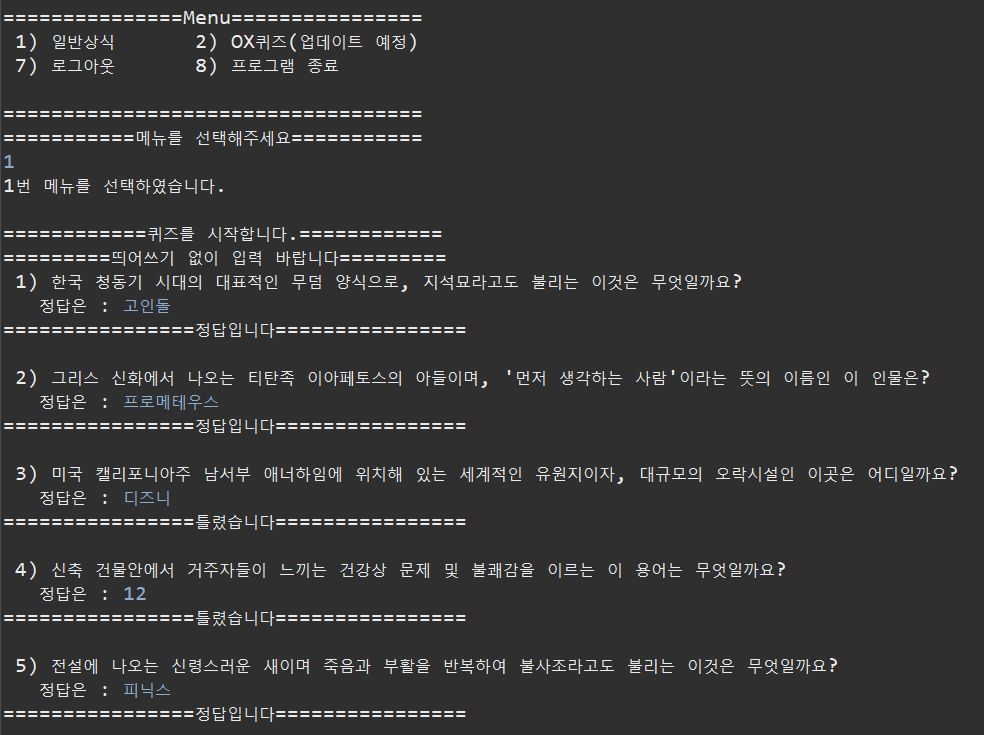 ===============Menu================
1) 일반상식 2) OX퀴즈(업데이트 예정)
7) 로그아웃 8) 프로그램 종료
===================================
===========메뉴를 선택해주세요===========
1
1번 메뉴를 선택하였습니다.
============퀴즈를 시작합니다.============
=========띄어쓰기 없이 입력 바랍니다=========
1) 한국 청동기 시대의 대표적인 무덤 양식으로, 지석묘라고도 불리는 이것은 무엇일까요?
정답은 : 고인돌
================정답입니다================
2) 그리스 신화에서 나오는 티탄족 이아페토스의 아들이며, '먼저 생각하는 사람'이라는 뜻의 이름인 이 인물은?
정답은 : 프로메테우스
================정답입니다================
3) 미국 캘리포니아주 남서부 애너하임에 위치해 있는 세계적인 유원지이자, 대규모의 오락시설인 이곳은 어디일까요?
정답은 : 디즈니
================틀렸습니다================
4) 신축 건물안에서 거주자들이 느끼는 건강상 문제 및 불쾌감을 이르는 이 용어는 무엇일까요?
정답은 : 12
================틀렸습니다================
5) 전설에 나오는 신령스러운 새이며 죽음과 부활을 반복하여 불사조라고도 불리는 이것은 무엇일까요?
정답은 : 피닉스
================정답입니다================